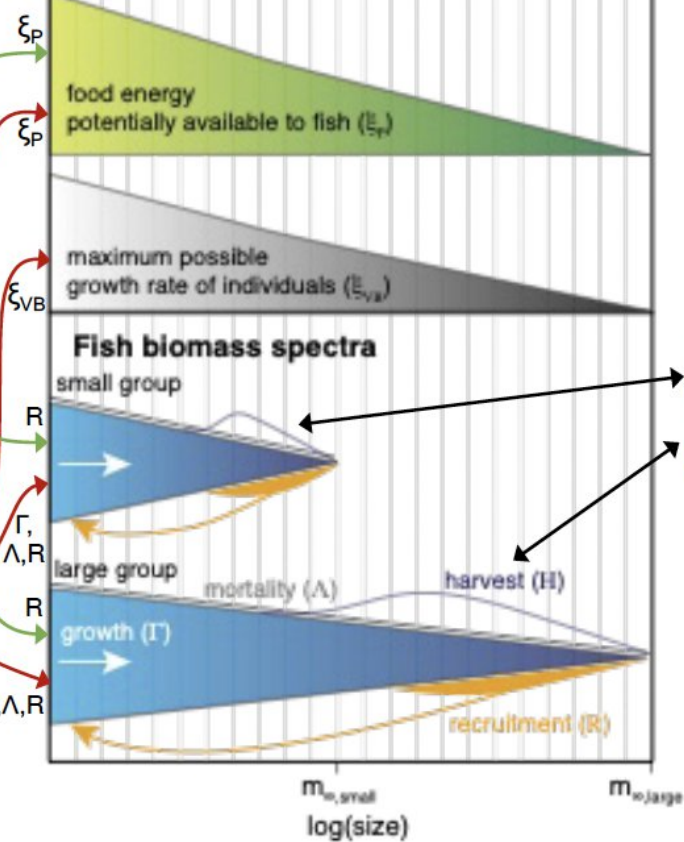 ξP
food energy
potentially available to fish (ξP)
ξP
maximum possible
growth rate of individuals (ξVB)
ξVB
Fish biomass spectra
small group
R
Γ,
Λ,R
large group
mortality (Λ)
harvest (H)
R
growth (Γ)
Λ,R
recruitment (R)
m∞,small
m∞,large
log(size)